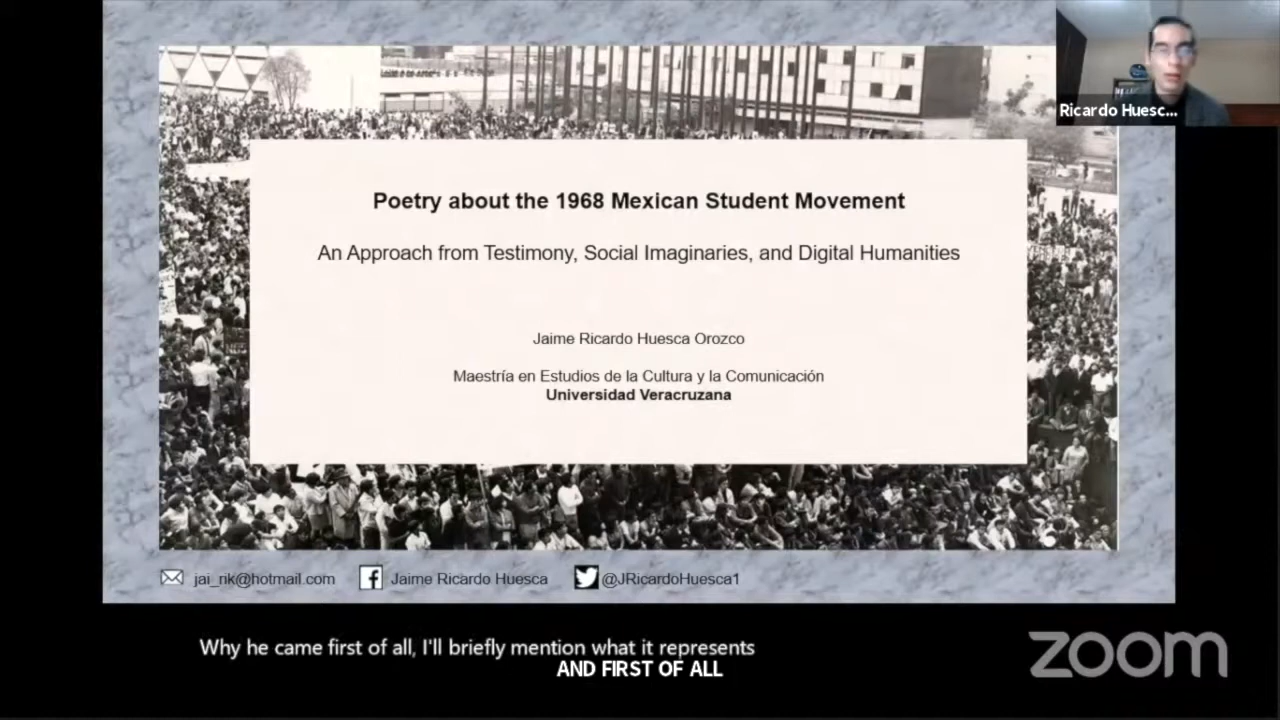 Ricardo Huesc...
Poetry about the 1968 Mexican Student Movement
An Approach from Testimony, Social Imaginaries, and Digital Humanities
Jaime Ricardo Huesca Orozco
Maestría en Estudios de la Cultura y la Comunicación
Universidad Veracruzana
jai_rik@hotmail.com
Jaime Ricardo Huesca
@JRicardoHuesca1
Why he came first of all, I'll briefly mention what it represents
AND FIRST OF ALL
zoom